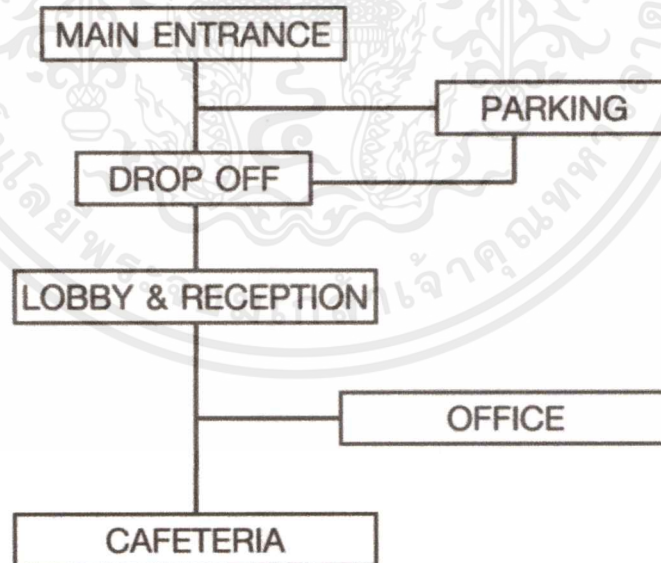 MAIN ENTRANCE
PARKING
DROP OFF
LOBBY & RECEPTION
OFFICE
CAFETERIA